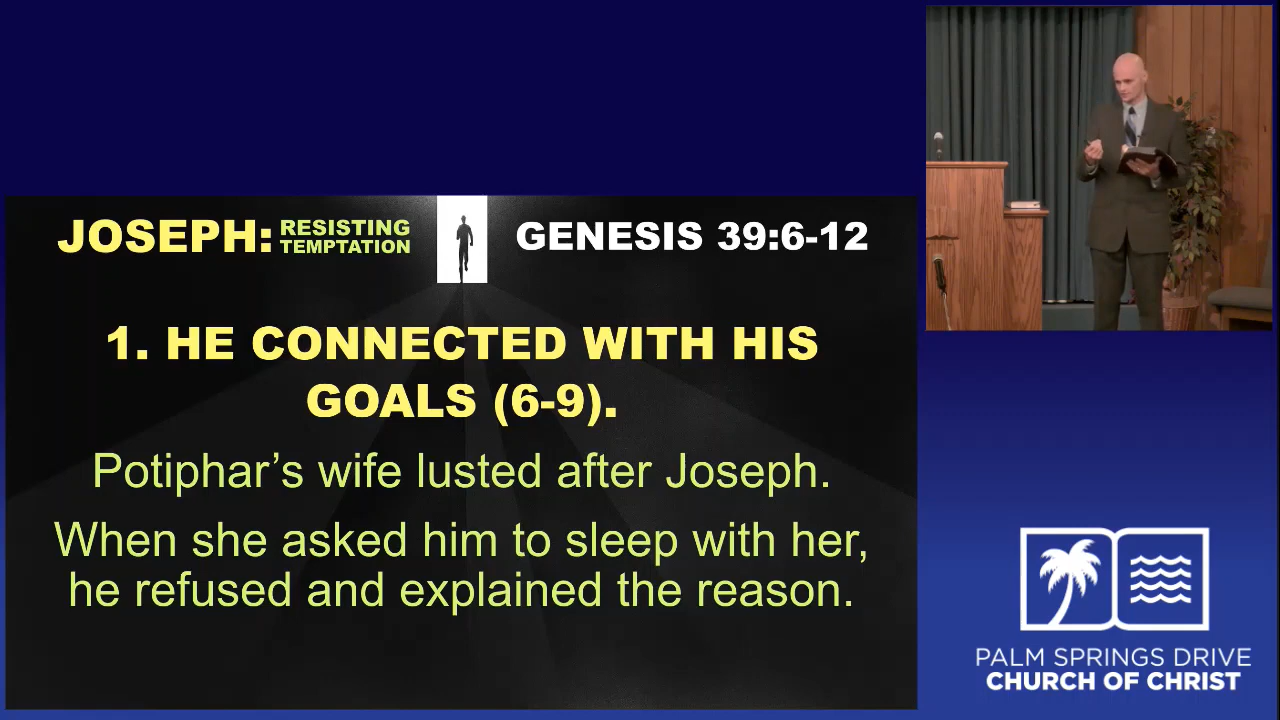 JOSEPH: RESISTING
TEMPTATION
GENESIS 39:6-12
1. HE CONNECTED WITH HIS
GOALS (6-9).
Potiphar’s wife lusted after Joseph.
When she asked him to sleep with her,
he refused and explained the reason.
PALM SPRINGS DRIVE
CHURCH OF CHRIST